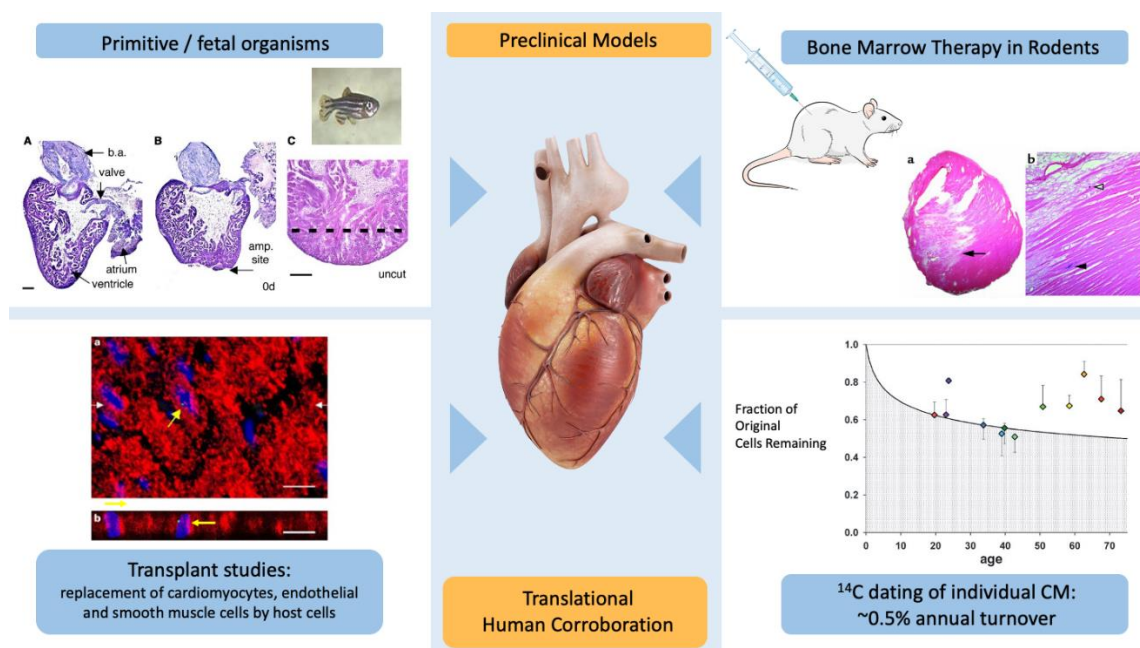 Primitive / fetal organisms
Preclinical Models
Bone Marrow Therapy in Rodents
A
b.a.
valve
atrium
ventricle
B
amp.
site
0d
C
uncut
a
b
a
b
Transplant studies:
replacement of cardiomyocytes, endothelial
and smooth muscle cells by host cells
Translational
Human Corroboration
Fraction of
Original
Cells Remaining
1.0
0.8
0.6
0.4
0.2
0.0
0 10 20 30 40 50 60 70
age
¹⁴C dating of individual CM:
~0.5% annual turnover